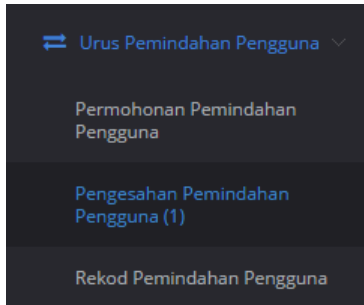 Urus Pemindahan Pengguna
Permohonan Pemindahan
Pengguna
Pengesahan Pemindahan
Pengguna (1)
Rekod Pemindahan Pengguna